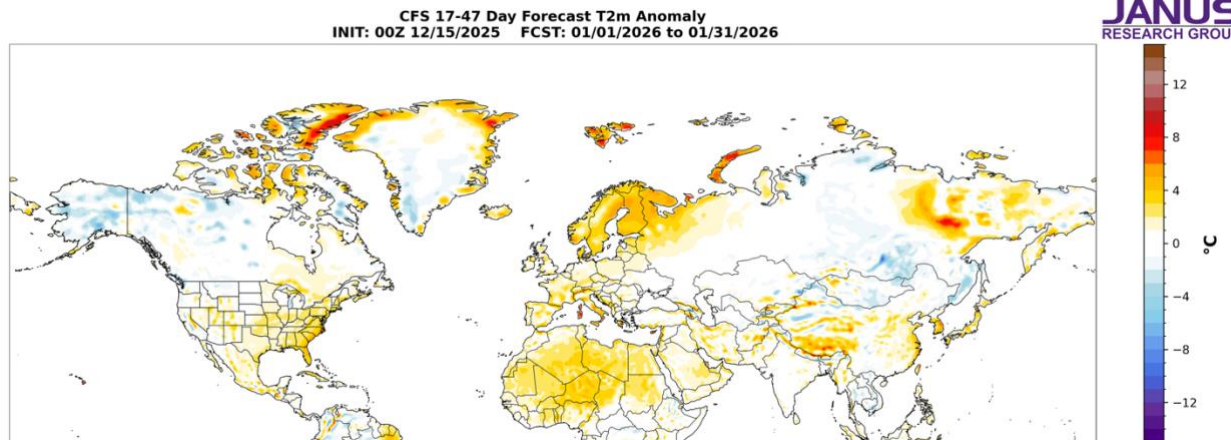 CFS 17-47 Day Forecast T2m Anomaly
INIT: 00Z 12/15/2025 FCST: 01/01/2026 to 01/31/2026
JANUS
RESEARCH GROU
12
8
4
0
−4
−8
−12
°C